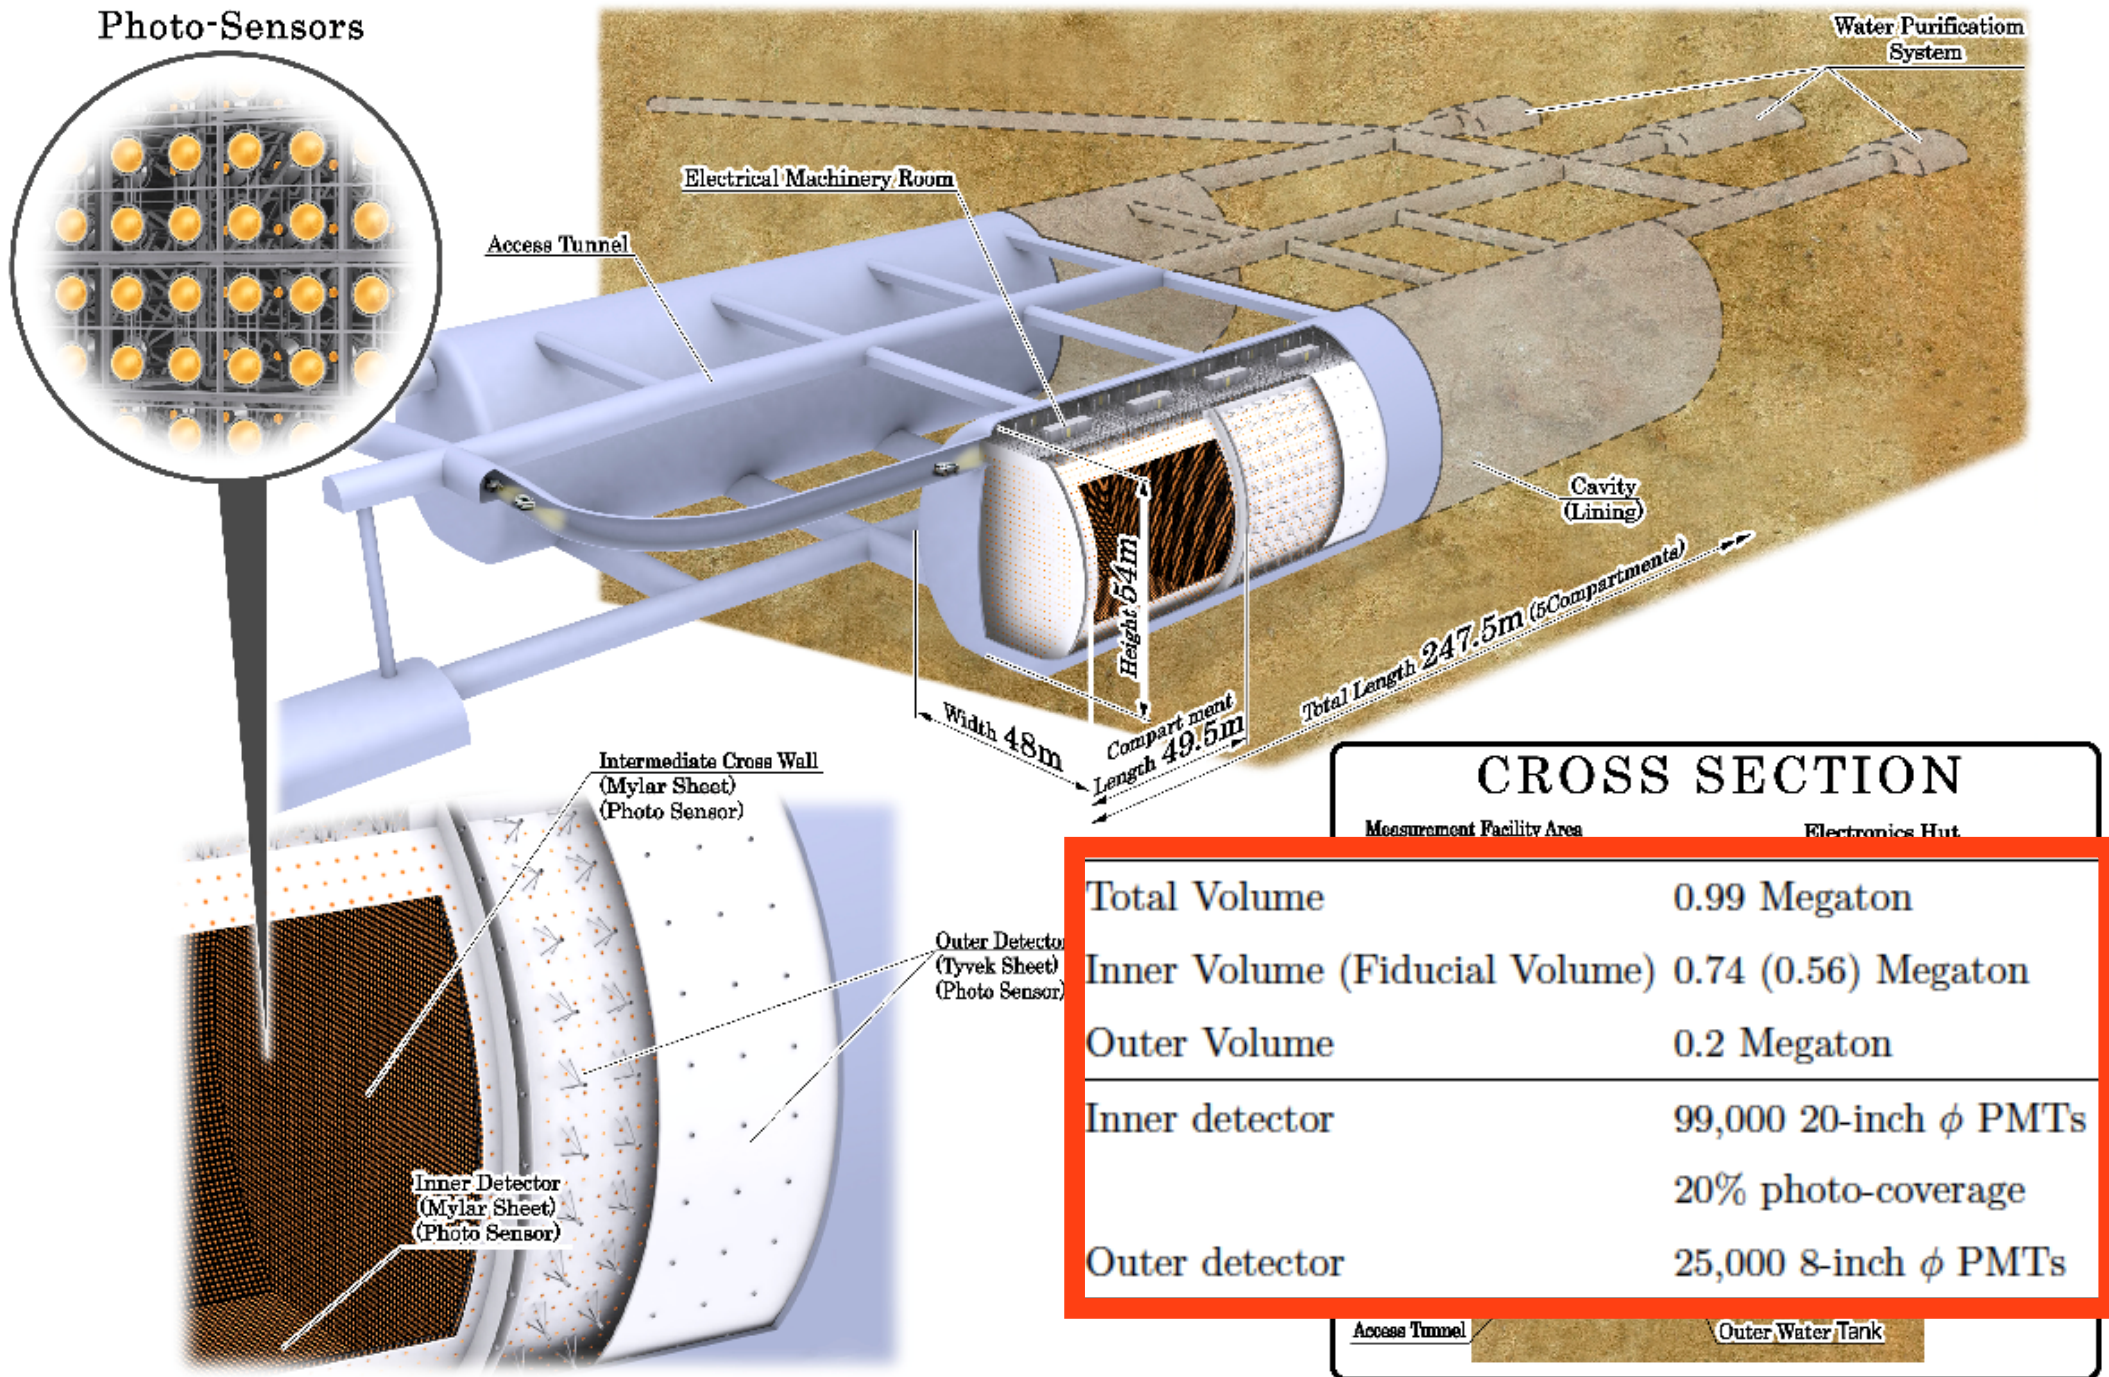 Photo-Sensors
Water Purificatiom
System
Electrical Machinery Room
Access Tunnel
Cavity
(Lining)
Height 54m
Width 48m
Compartment
Length 49.5m
Total Length 247.5m (5Compartments)
Intermediate Cross Wall
(Mylar Sheet)
(Photo Sensor)
Outer Detector
(Tyvek Sheet)
(Photo Sensor)
Inner Detector
(Mylar Sheet)
(Photo Sensor)
CROSS SECTION
Measurement Facility Area
Electronics Hut
Total Volume 0.99 Megaton
Inner Volume (Fiducial Volume) 0.74 (0.56) Megaton
Outer Volume 0.2 Megaton
Inner detector 99,000 20-inch ϕ PMTs
20% photo-coverage
Outer detector 25,000 8-inch ϕ PMTs
Access Tunnel
Outer Water Tank